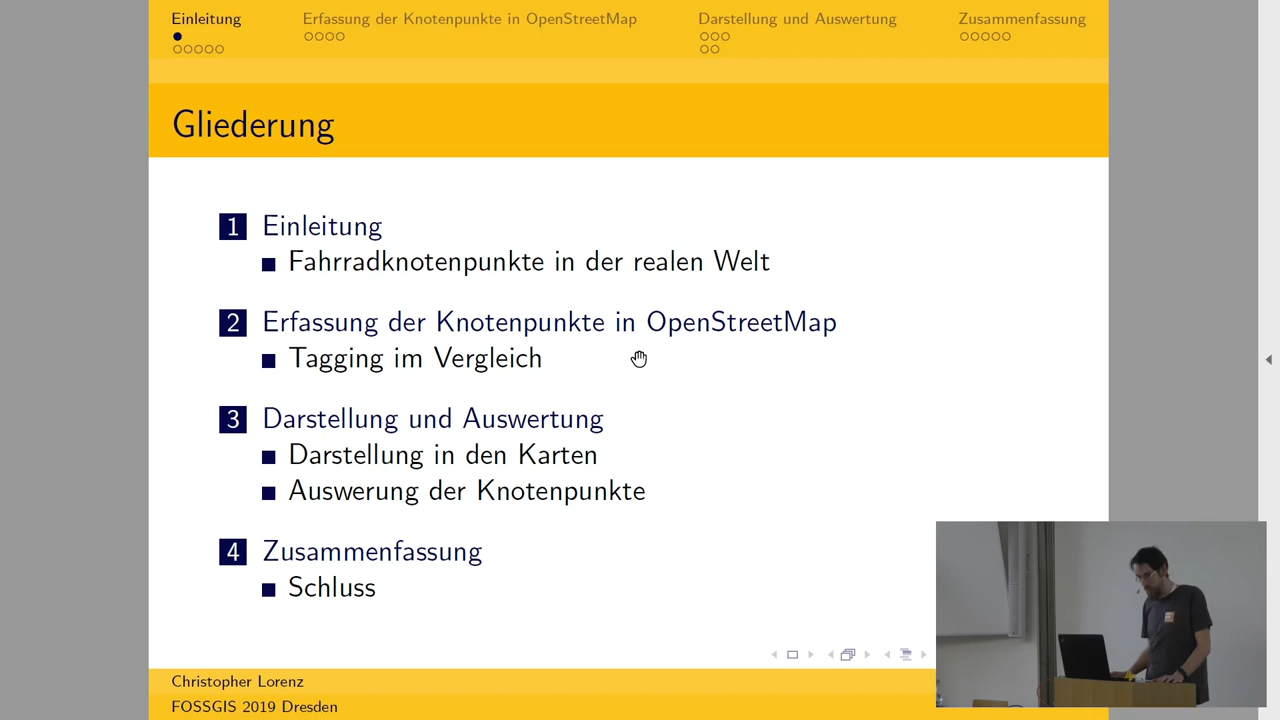 Einleitung
Erfassung der Knotenpunkte in OpenStreetMap
Darstellung und Auswertung
Zusammenfassung
Gliederung
1 Einleitung
Fahrradknotenpunkte in der realen Welt
2 Erfassung der Knotenpunkte in OpenStreetMap
Tagging im Vergleich
3 Darstellung und Auswertung
Darstellung in den Karten
Auswerung der Knotenpunkte
4 Zusammenfassung
Schluss
Christopher Lorenz
FOSSGIS 2019 Dresden